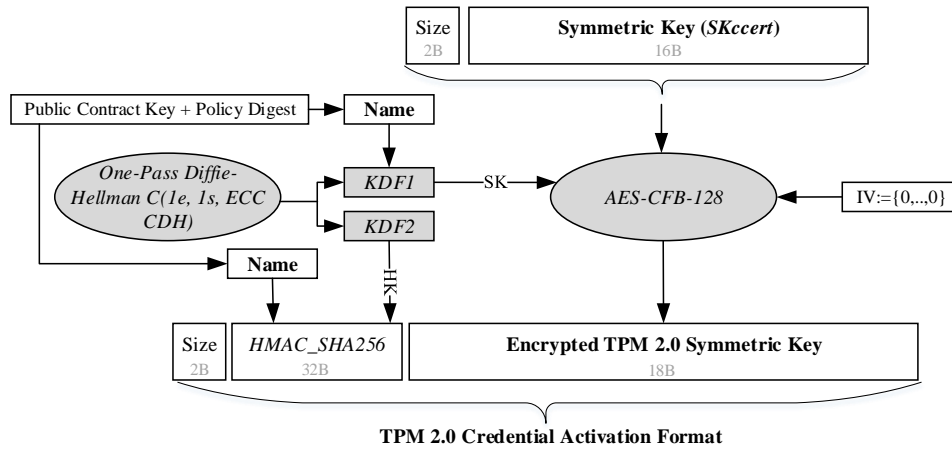 Size
2B
Symmetric Key (SKccert)
16B
Public Contract Key + Policy Digest
Name
One-Pass Diffie-
Hellman C(1e, 1s, ECC
CDH)
KDF1
SK
AES-CFB-128
IV:={0,..,0}
KDF2
Name
HK
Size
2B
HMAC_SHA256
32B
Encrypted TPM 2.0 Symmetric Key
18B
TPM 2.0 Credential Activation Format